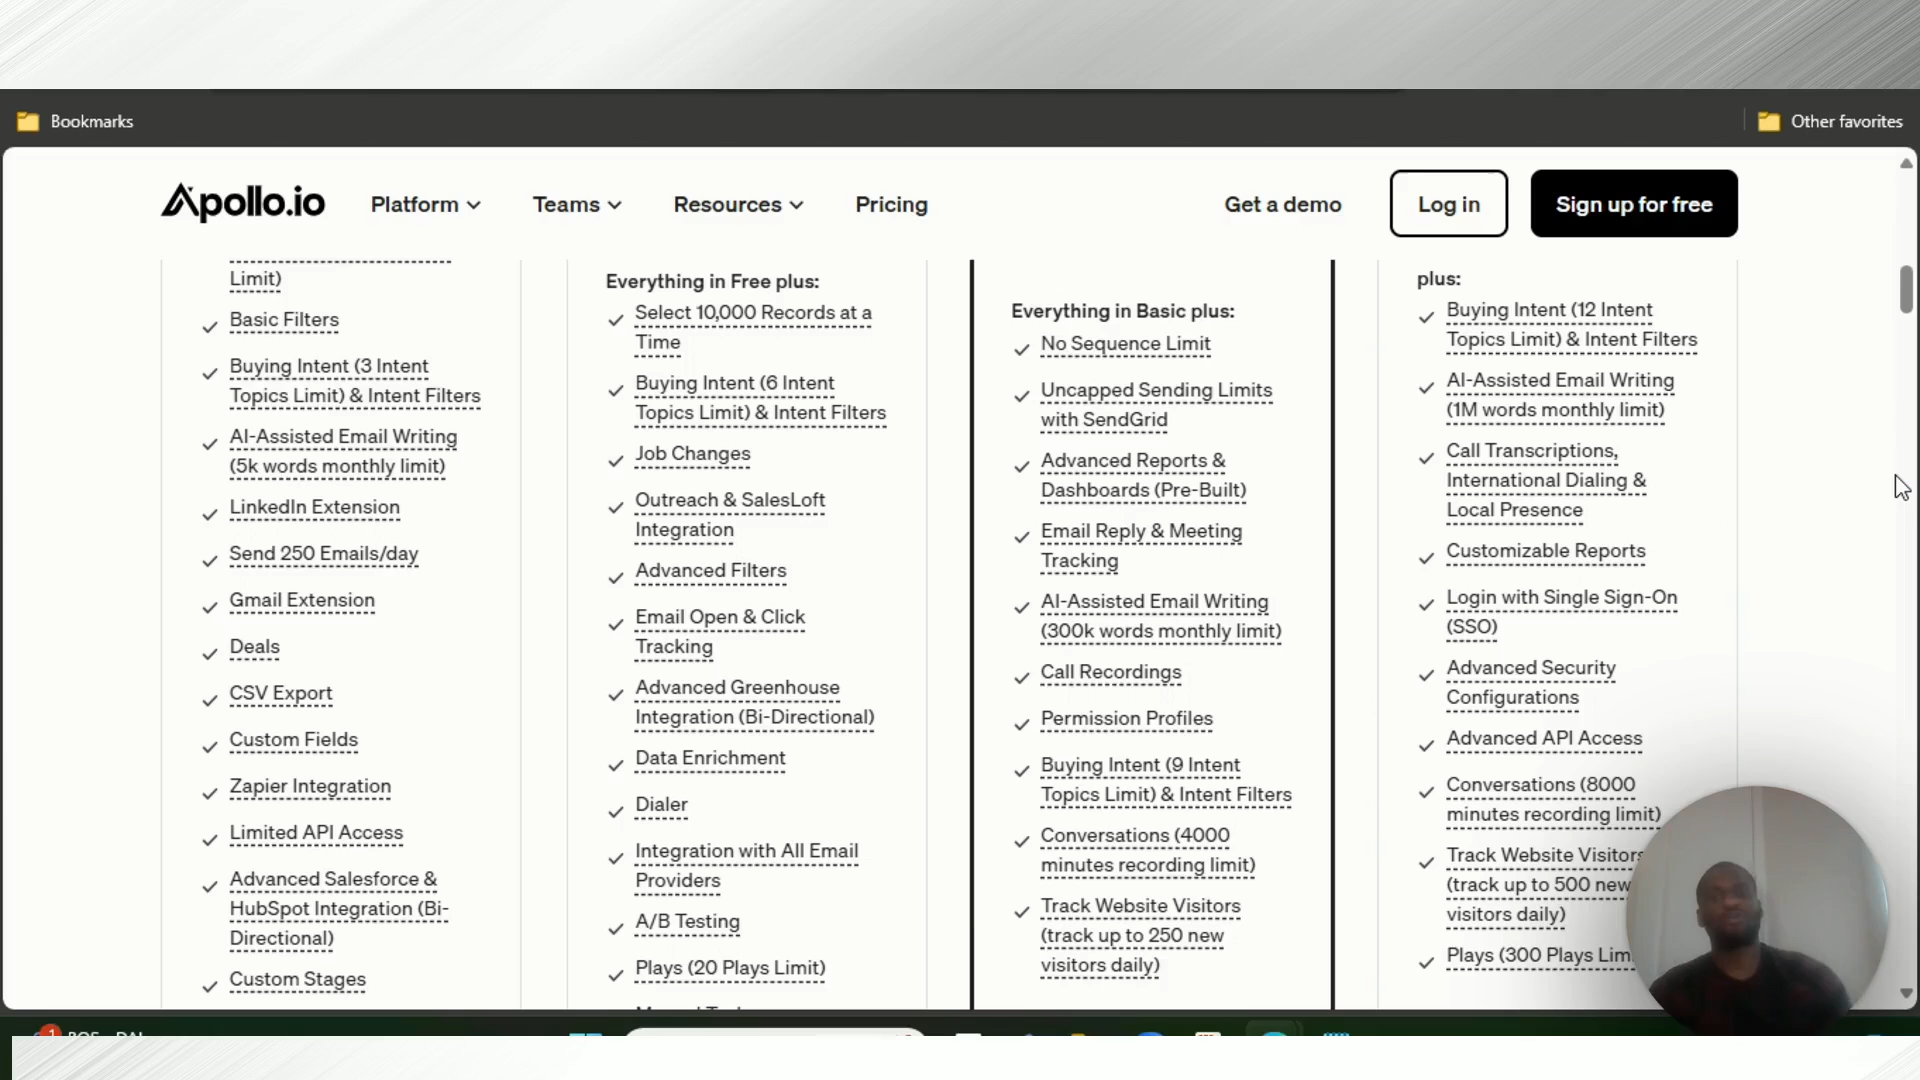 Bookmarks
Other favorites
Apollo.io
Platform
Teams
Resources
Pricing
Get a demo
Log in
Sign up for free
Limit)
Basic Filters
Buying Intent (3 Intent
Topics Limit) & Intent Filters
AI-Assisted Email Writing
(5k words monthly limit)
LinkedIn Extension
Send 250 Emails/day
Gmail Extension
Deals
CSV Export
Custom Fields
Zapier Integration
Limited API Access
Advanced Salesforce &
HubSpot Integration (Bi-
Directional)
Custom Stages
Everything in Free plus:
Select 10,000 Records at a
Time
Buying Intent (6 Intent
Topics Limit) & Intent Filters
Job Changes
Outreach & SalesLoft
Integration
Advanced Filters
Email Open & Click
Tracking
Advanced Greenhouse
Integration (Bi-Directional)
Data Enrichment
Dialer
Integration with All Email
Providers
A/B Testing
Plays (20 Plays Limit)
Everything in Basic plus:
No Sequence Limit
Uncapped Sending Limits
with SendGrid
Advanced Reports &
Dashboards (Pre-Built)
Email Reply & Meeting
Tracking
AI-Assisted Email Writing
(300k words monthly limit)
Call Recordings
Permission Profiles
Buying Intent (9 Intent
Topics Limit) & Intent Filters
Conversations (4000
minutes recording limit)
Track Website Visitors
(track up to 250 new
visitors daily)
plus:
Buying Intent (12 Intent
Topics Limit) & Intent Filters
AI-Assisted Email Writing
(1M words monthly limit)
Call Transcriptions,
International Dialing &
Local Presence
Customizable Reports
Login with Single Sign-On
(SSO)
Advanced Security
Configurations
Advanced API Access
Conversations (8000
minutes recording limit)
Track Website Visitors
(track up to 500 new
visitors daily)
Plays (300 Plays Lim
1